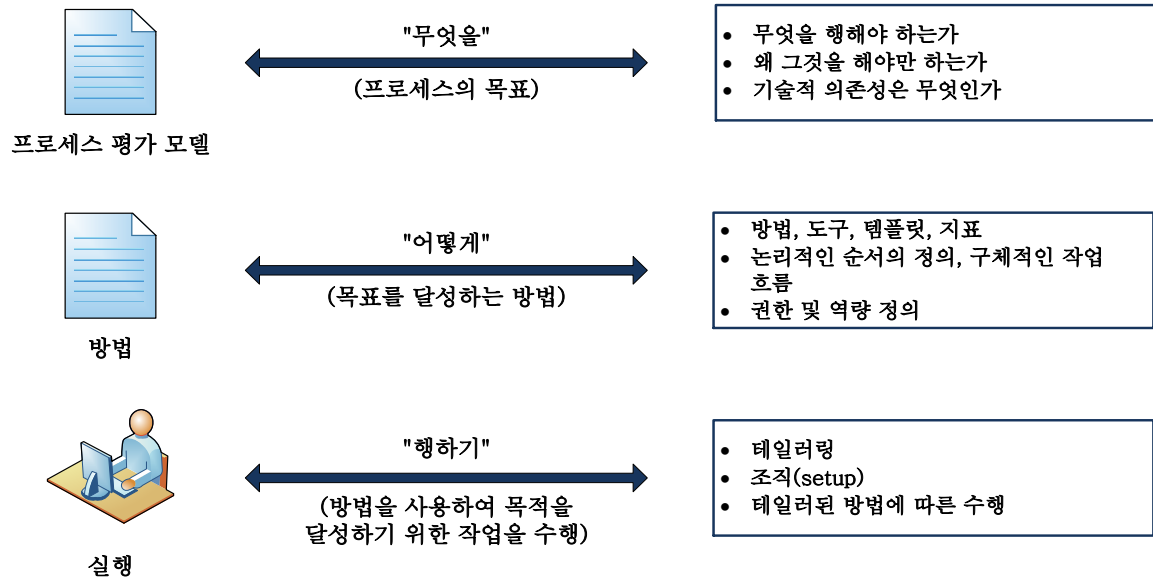 "무엇을"
(프로세스의 목표)
프로세스 평가 모델
• 무엇을 행해야 하는가
• 왜 그것을 해야만 하는가
• 기술적 의존성은 무엇인가
"어떻게"
(목표를 달성하는 방법)
방법
• 방법, 도구, 템플릿, 지표
• 논리적인 순서의 정의, 구체적인 작업
흐름
• 권한 및 역량 정의
"행하기"
(방법을 사용하여 목적을
달성하기 위한 작업을 수행)
실행
• 테일러링
• 조직(setup)
• 테일러된 방법에 따른 수행